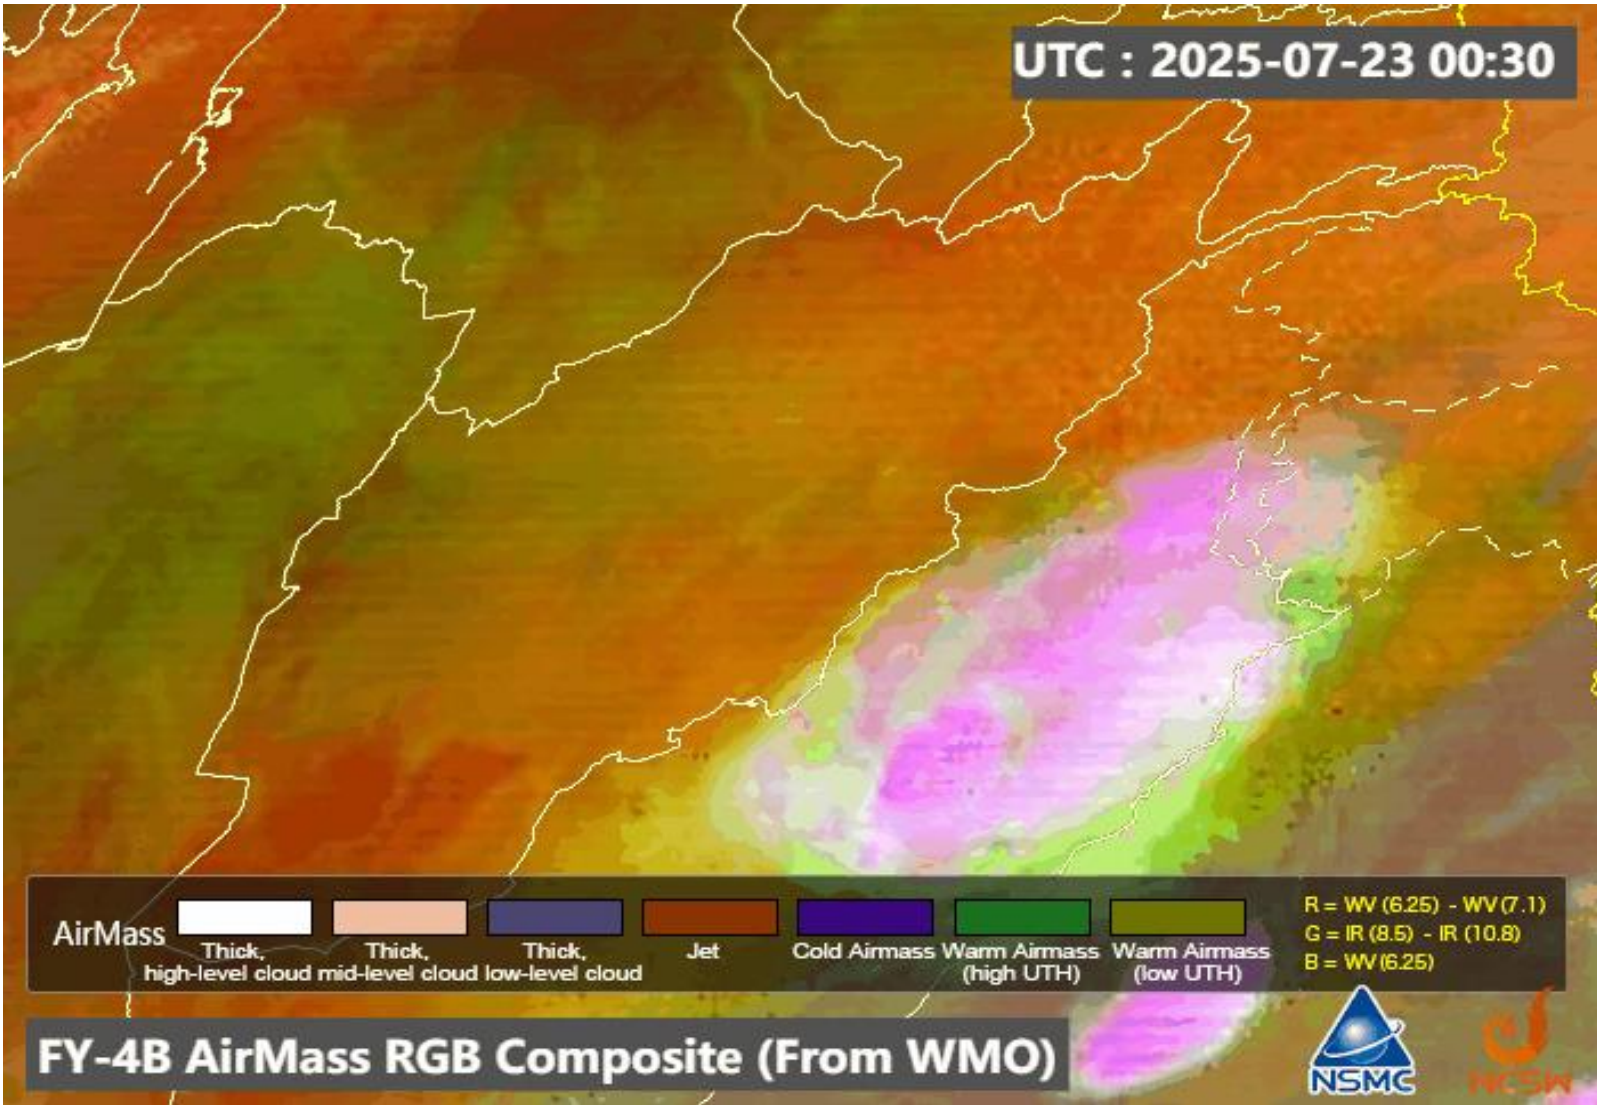 UTC : 2025-07-23 00:30
AirMass
Thick,
high-level cloud
Thick,
mid-level cloud
Thick,
low-level cloud
Jet
Cold Airmass
Warm Airmass
(high UTH)
Warm Airmass
(low UTH)
R = WV (6.25) - WV (7.1)
G = IR (8.5) - IR (10.8)
B = WV (6.25)
FY-4B AirMass RGB Composite (From WMO)
NSMC
NCSW